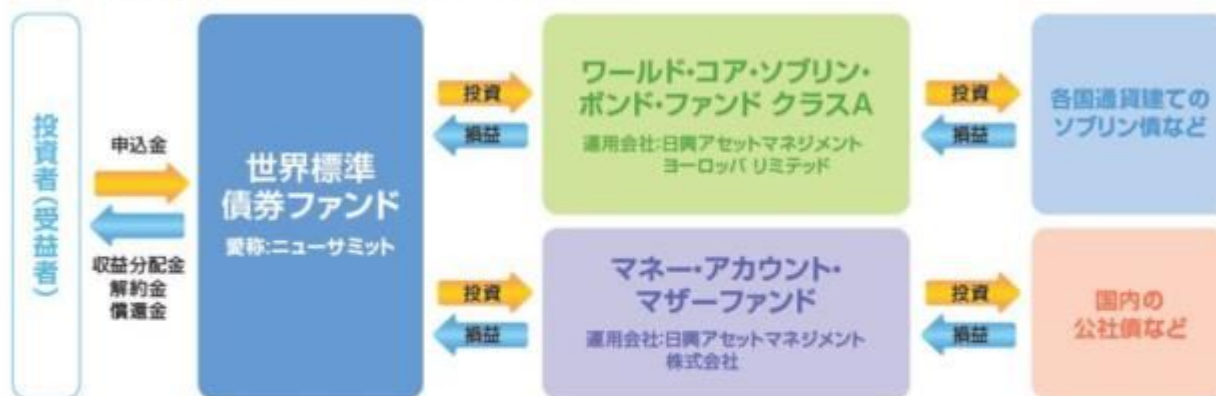 投資者(受益者)
申込金
収益分配金
解約金
償還金
世界標準
債券ファンド
愛称:ニューサミット
投資
損益
ワールド・コア・ソブリン・
ボンド・ファンド クラスA
運用会社:日興アセットマネジメント
ヨーロッパ リミテッド
投資
損益
各国通貨建ての
ソブリン債など
投資
損益
マネー・アカウント・
マザーファンド
運用会社:日興アセットマネジメント
株式会社
投資
損益
国内の
公社債など